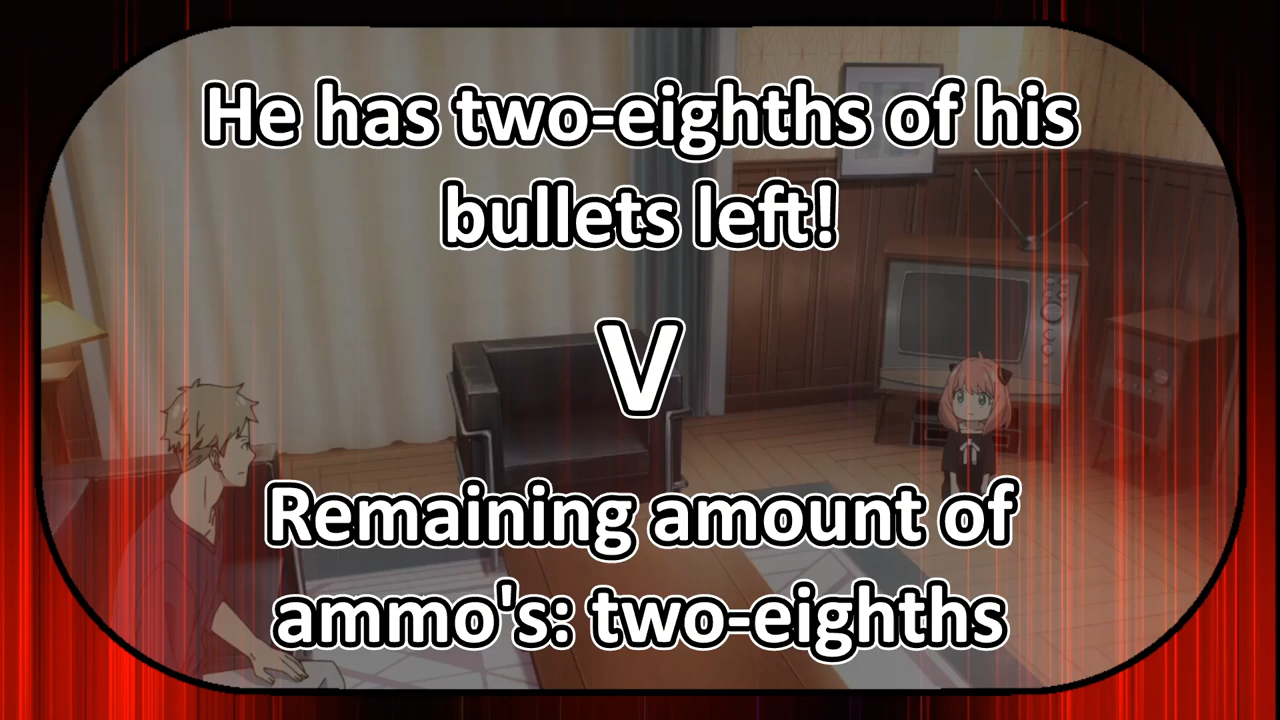 He has two-eighths of his
bullets left!
V
Remaining amount of
ammo's: two-eighths